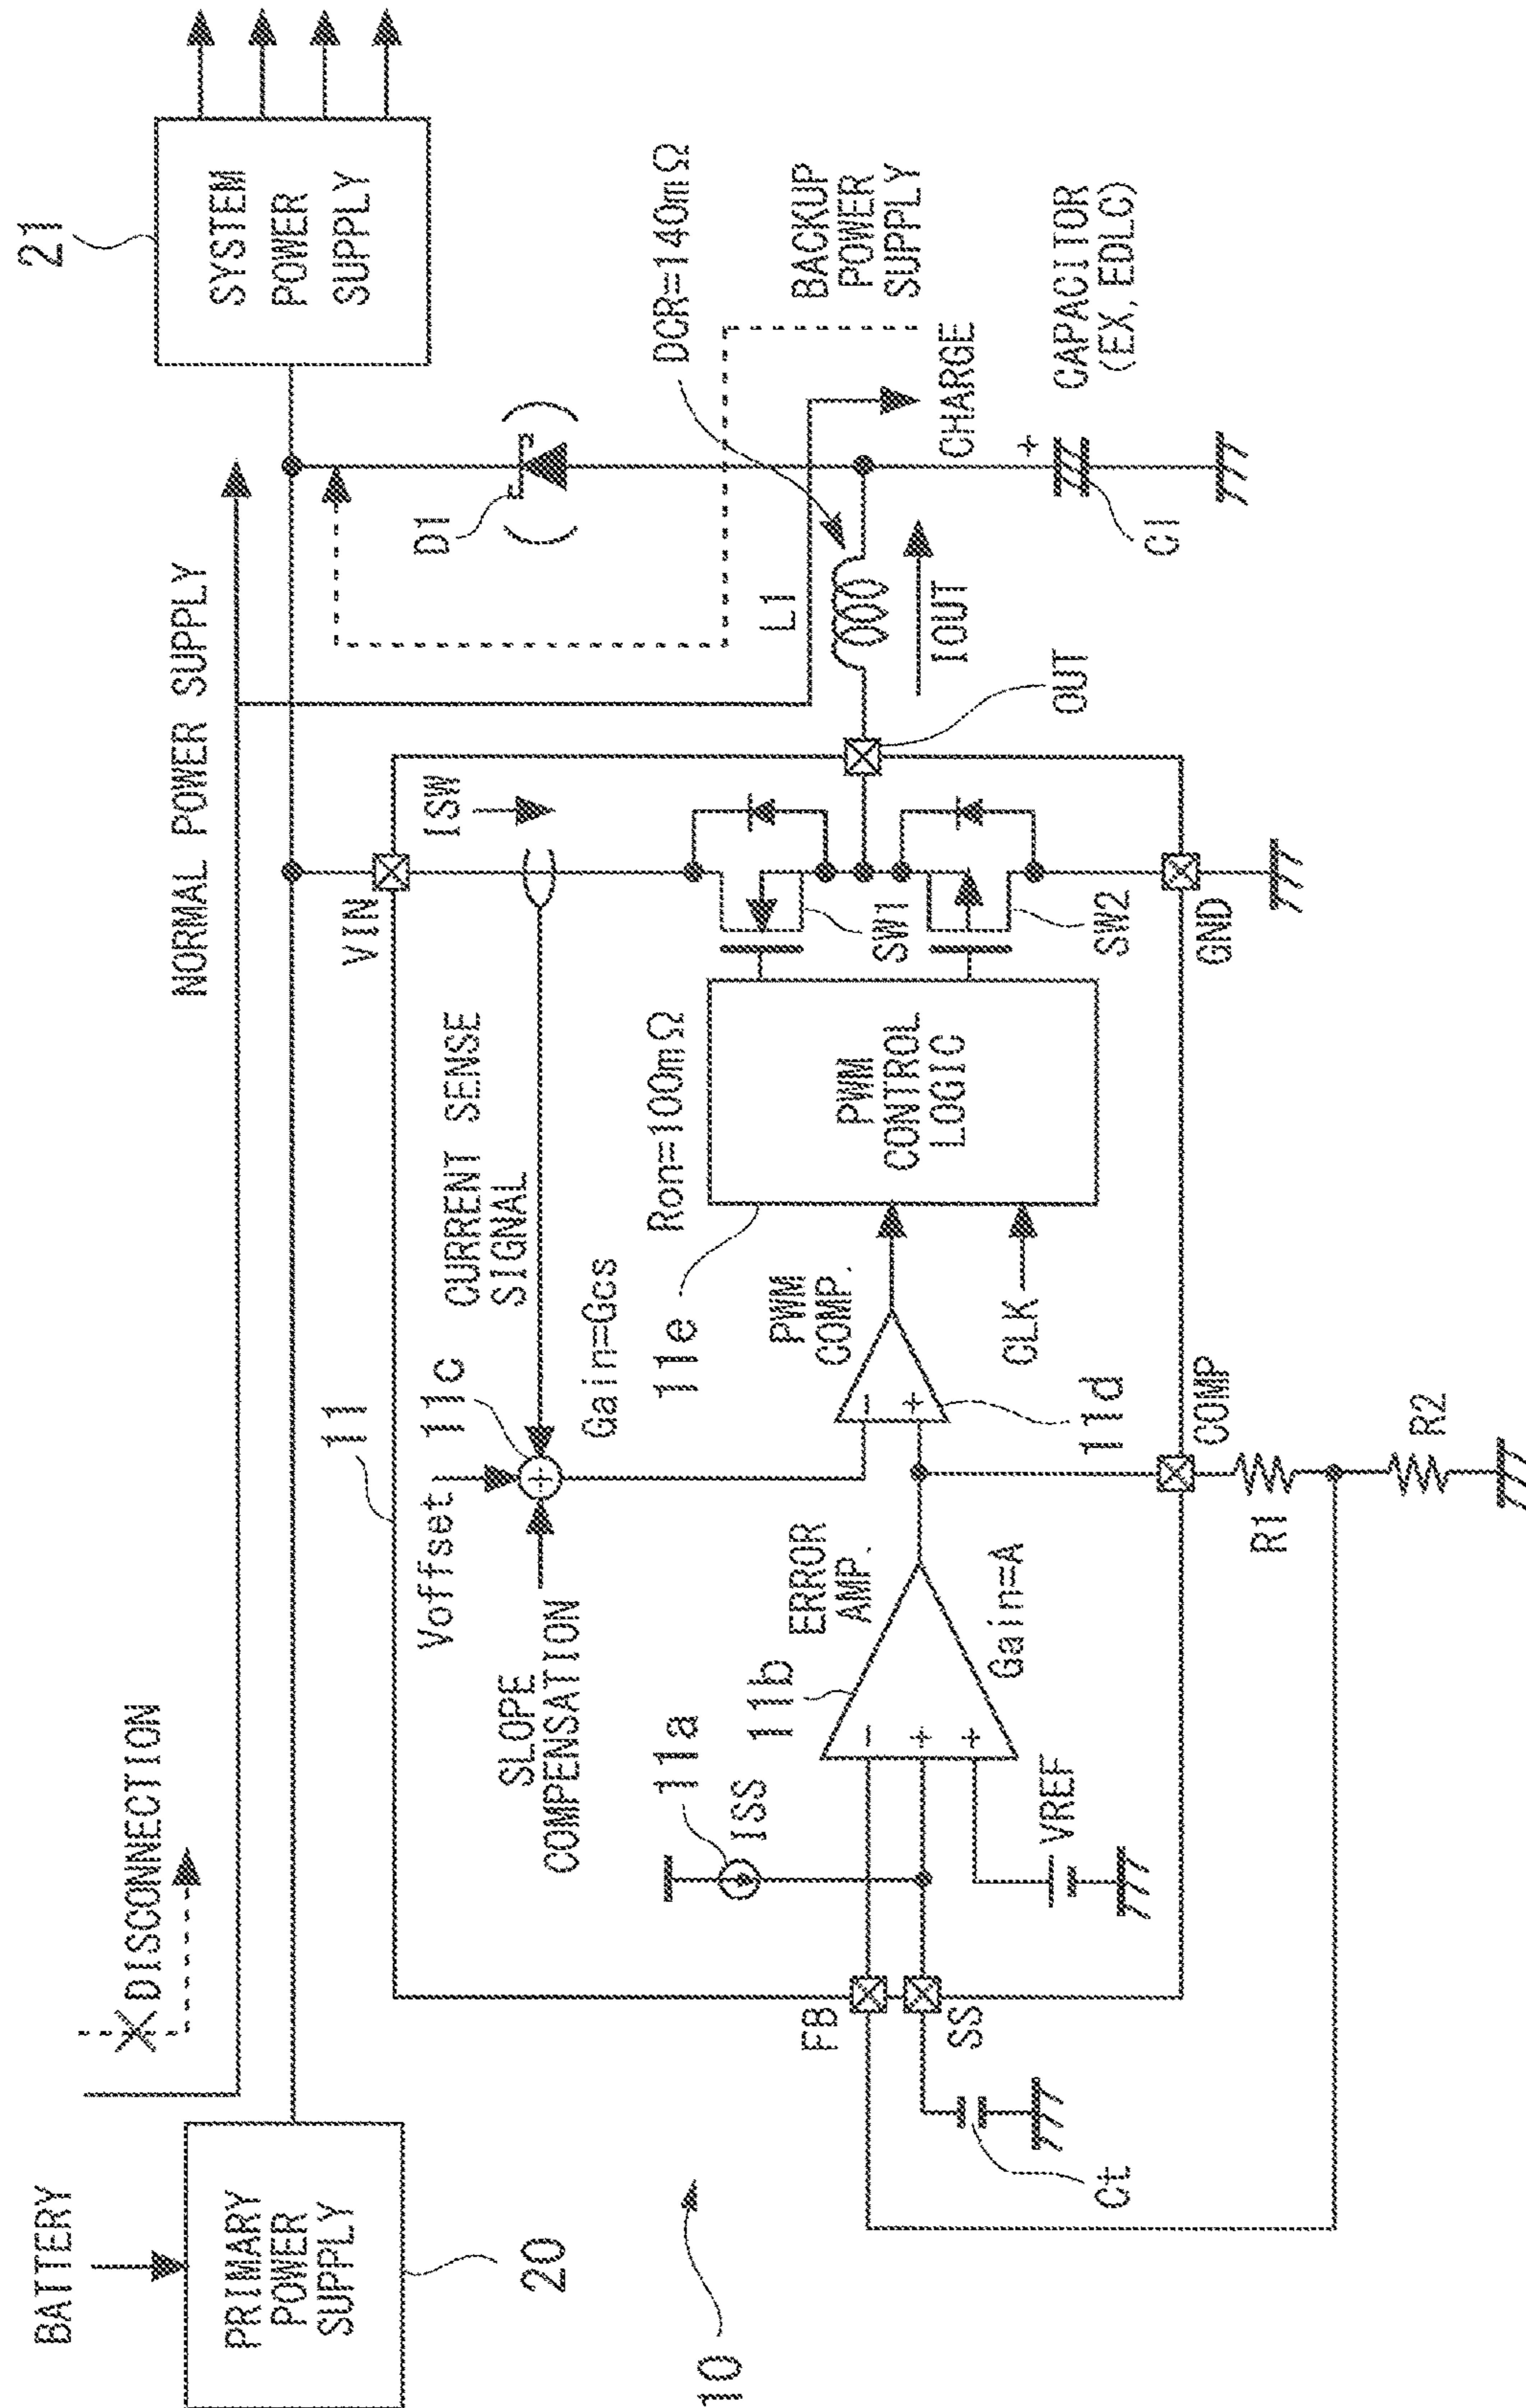 BATTERY
PRIMARY
POWER
SUPPLY
20
DISCONNECTION
NORMAL POWER SUPPLY
21
SYSTEM
POWER
SUPPLY
10
11
VIN
ISW
Voffset
11c
CURRENT SENSE
SIGNAL
SLOPE
COMPENSATION
Gain=Gcs
D1
11a
ISS
11e
Ron=100mΩ
DCR=140mΩ
11b
ERROR
AMP.
PWM
COMP.
L1
BACKUP
POWER
SUPPLY
FB
SS
PWM
CONTROL
LOGIC
SW1
IOUT
CHARGE
Gain=A
VREF
CLK
11d
SW2
OUT
+
CAPACITOR
(EX, EDLC)
Ct
COMP
GND
C1
R1
R2
−
+
+
−
+
+